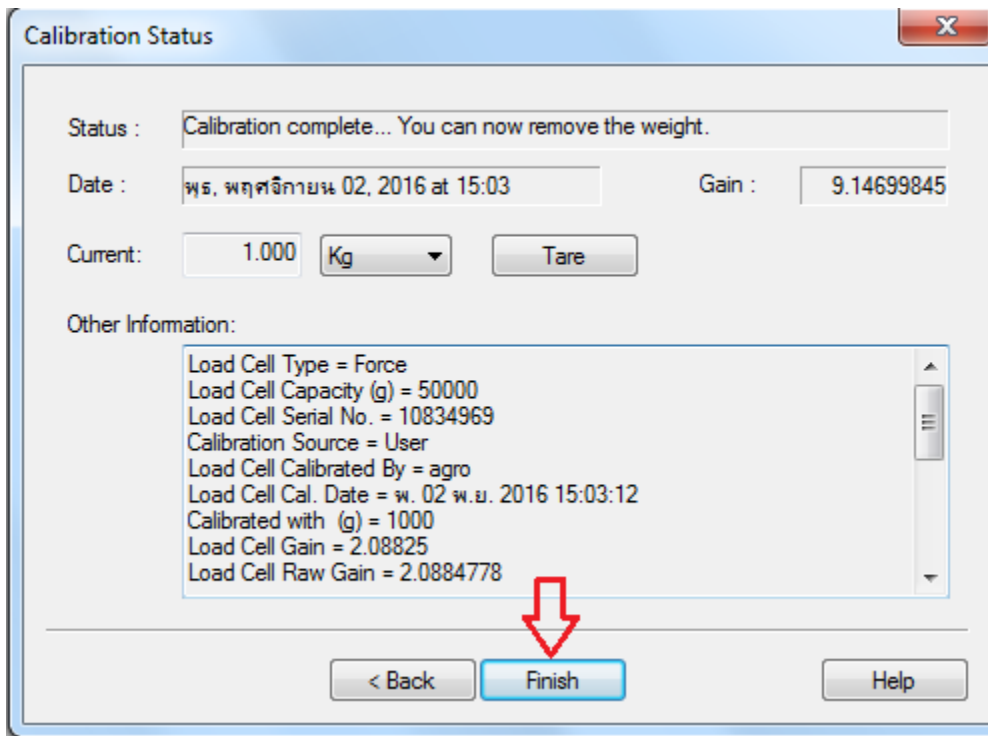 Calibration Status
Status : Calibration complete... You can now remove the weight.
Date : พุธ, พฤศจิกายน 02, 2016 at 15:03 Gain : 9.14699845
Current: 1.000 Kg Tare
Other Information:
Load Cell Type = Force
Load Cell Capacity (g) = 50000
Load Cell Serial No. = 10834969
Calibration Source = User
Load Cell Calibrated By = agro
Load Cell Cal. Date = พ. 02 พ.ย. 2016 15:03:12
Calibrated with  (g) = 1000
Load Cell Gain = 2.08825
Load Cell Raw Gain = 2.0884778
< Back Finish Help